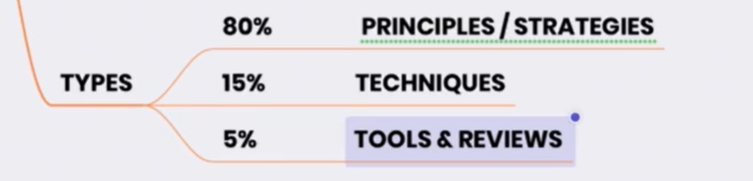 80% PRINCIPLES / STRATEGIES
TYPES 15% TECHNIQUES
5% TOOLS & REVIEWS